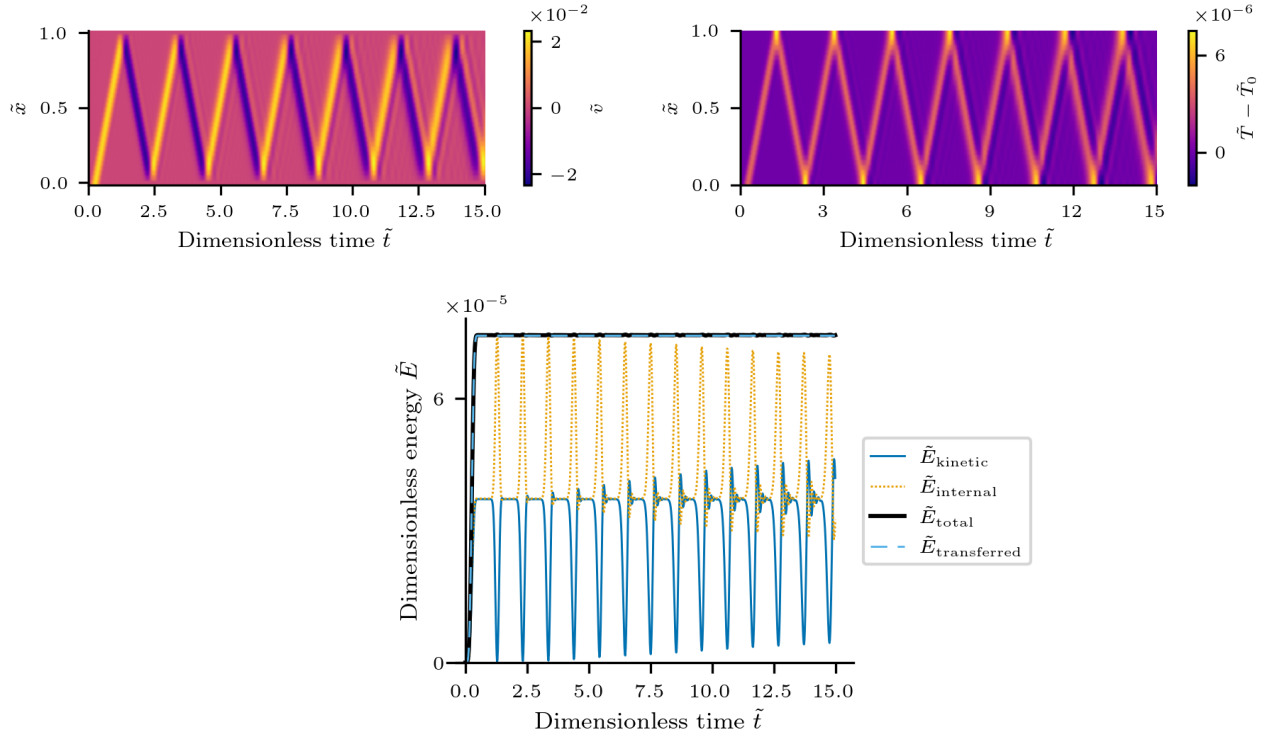 ×10⁻²
1.0
0.5
0.0
x̃
0.0 2.5 5.0 7.5 10.0 12.5 15.0
Dimensionless time t̃
2
0
−2
ṽ
×10⁻⁶
1.0
0.5
0.0
x̃
0 3 6 9 12 15
Dimensionless time t̃
6
0
T̃ − T̃₀
×10⁻⁵
6
0
Dimensionless energy Ẽ
0.0 2.5 5.0 7.5 10.0 12.5 15.0
Dimensionless time t̃
Ẽkinetic
Ẽinternal
Ẽtotal
Ẽtransferred